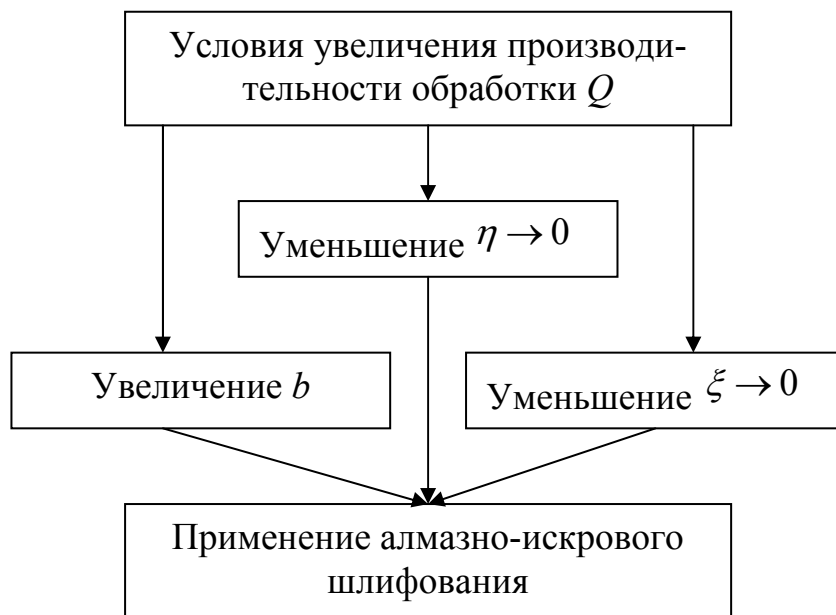 Условия увеличения производи-
тельности обработки Q
Уменьшение η → 0
Увеличение b
Уменьшение ξ → 0
Применение алмазно-искрового
шлифования